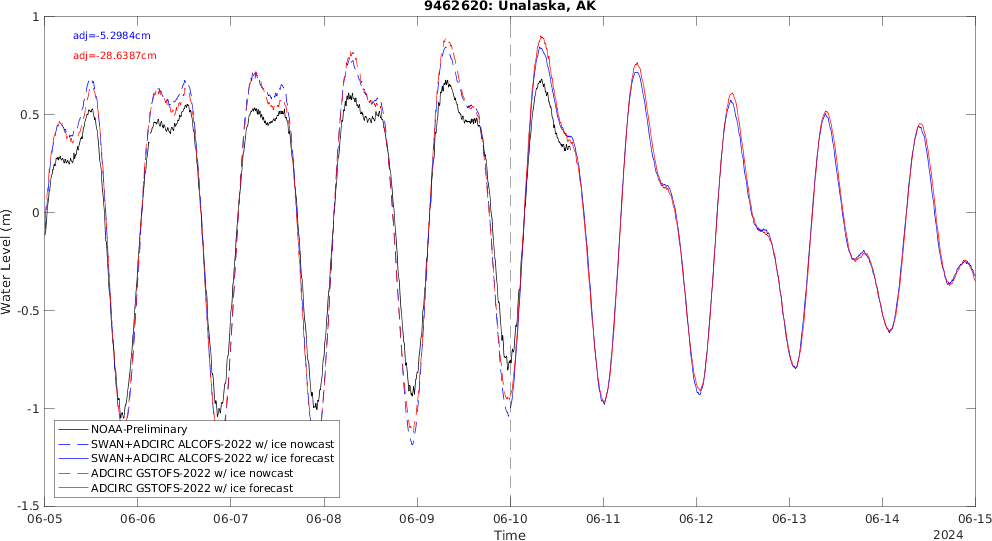 9462620: Unalaska, AK
adj=-5.2984cm
adj=-28.6387cm
1
0.5
0
-0.5
-1
-1.5
Water Level (m)
NOAA-Preliminary
SWAN+ADCIRC ALCOFS-2022 w/ ice nowcast
SWAN+ADCIRC ALCOFS-2022 w/ ice forecast
ADCIRC GSTOFS-2022 w/ ice nowcast
ADCIRC GSTOFS-2022 w/ ice forecast
06-05 06-06 06-07 06-08 06-09 06-10 06-11 06-12 06-13 06-14 06-15
Time
2024